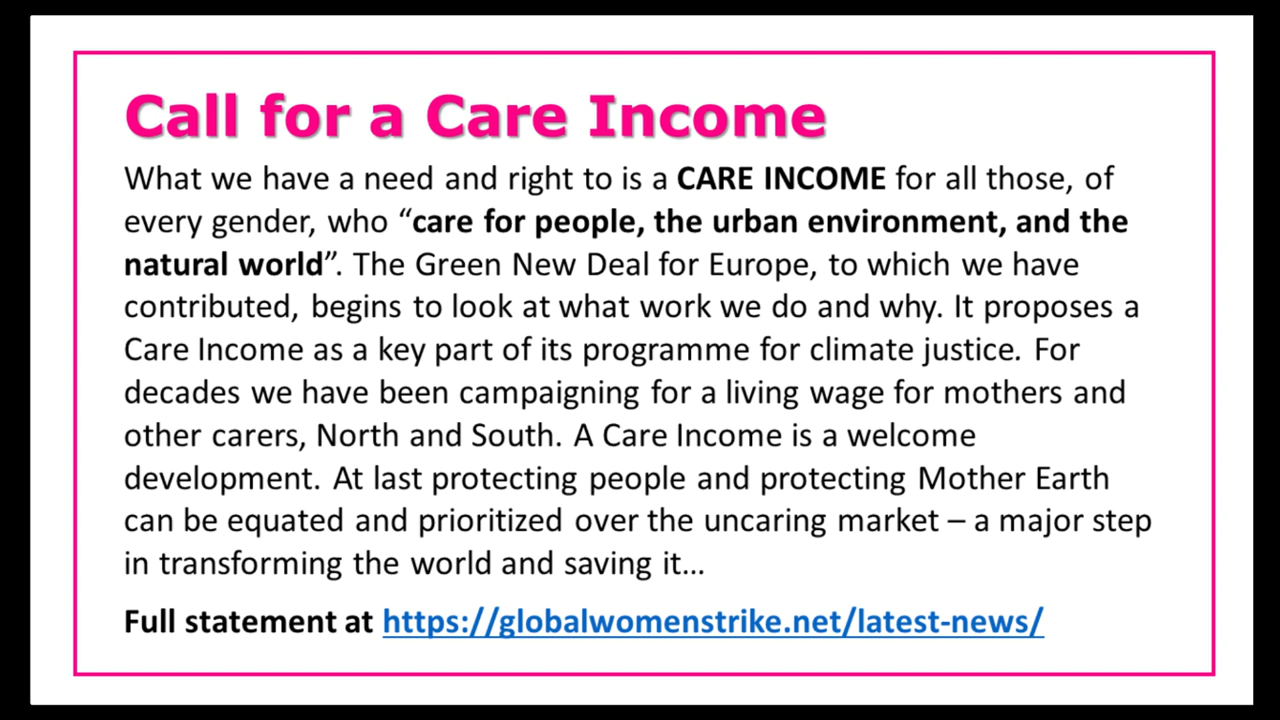 Call for a Care Income
What we have a need and right to is a CARE INCOME for all those, of
every gender, who “care for people, the urban environment, and the
natural world”. The Green New Deal for Europe, to which we have
contributed, begins to look at what work we do and why. It proposes a
Care Income as a key part of its programme for climate justice. For
decades we have been campaigning for a living wage for mothers and
other carers, North and South. A Care Income is a welcome
development. At last protecting people and protecting Mother Earth
can be equated and prioritized over the uncaring market – a major step
in transforming the world and saving it…
Full statement at https://globalwomenstrike.net/latest-news/